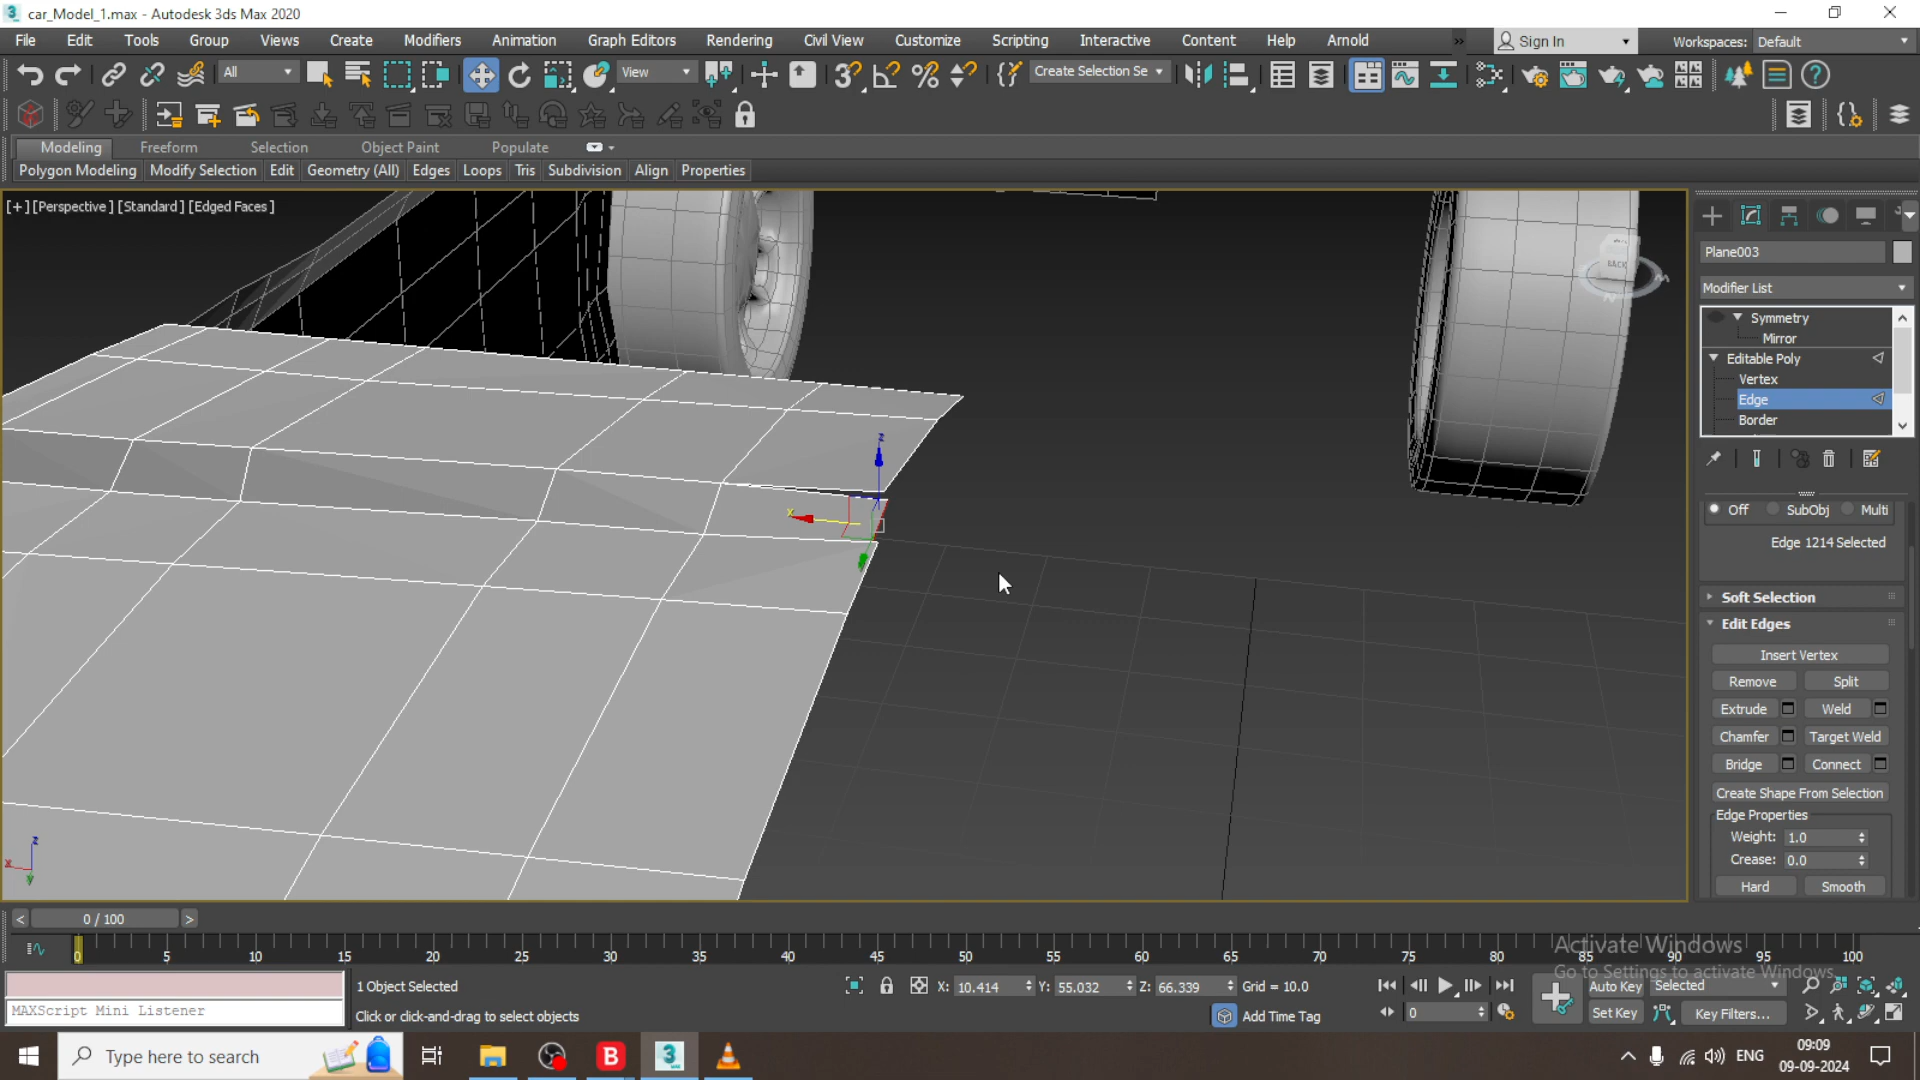 car_Model_1.max - Autodesk 3ds Max 2020
File Edit Tools Group Views Create Modifiers Animation Graph Editors Rendering Civil View Customize Scripting Interactive Content Help Arnold » Sign In Workspaces: Default
All View Create Selection Se
Modeling Freeform Selection Object Paint Populate
Polygon Modeling Modify Selection Edit Geometry (All) Edges Loops Tris Subdivision Align Properties
[+] [Perspective ] [Standard ] [Edged Faces ]
BACK
Plane003
Modifier List
Symmetry
Mirror
Editable Poly
Vertex
Edge
Border
Off SubObj Multi
Edge 1214 Selected
Soft Selection
Edit Edges
Insert Vertex
Remove Split
Extrude Weld
Chamfer Target Weld
Bridge Connect
Create Shape From Selection
Edge Properties
Weight: 1.0
Crease: 0.0
Hard Smooth
x z y
z
x y
< 0 / 100 >
0 5 10 15 20 25 30 35 40 45 50 55 60 65 70 75 80 85 90 95 100
Activate Windows
Go to Settings to activate Windows.
1 Object Selected X: 10.414 Y: 55.032 Z: 66.339 Grid = 10.0 Auto Key Selected
MAXScript Mini Listener Click or click-and-drag to select objects Add Time Tag 0 Set Key Key Filters...
Type here to search B 3 ENG 09:09
09-09-2024